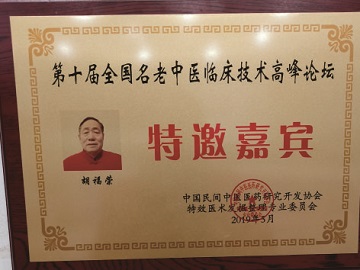 第十届全国名老中医临床技术高峰论坛
特邀嘉宾
胡福荣
中国民间中医医药研究开发协会
特效医术发掘整理专业委员会
2019年5月